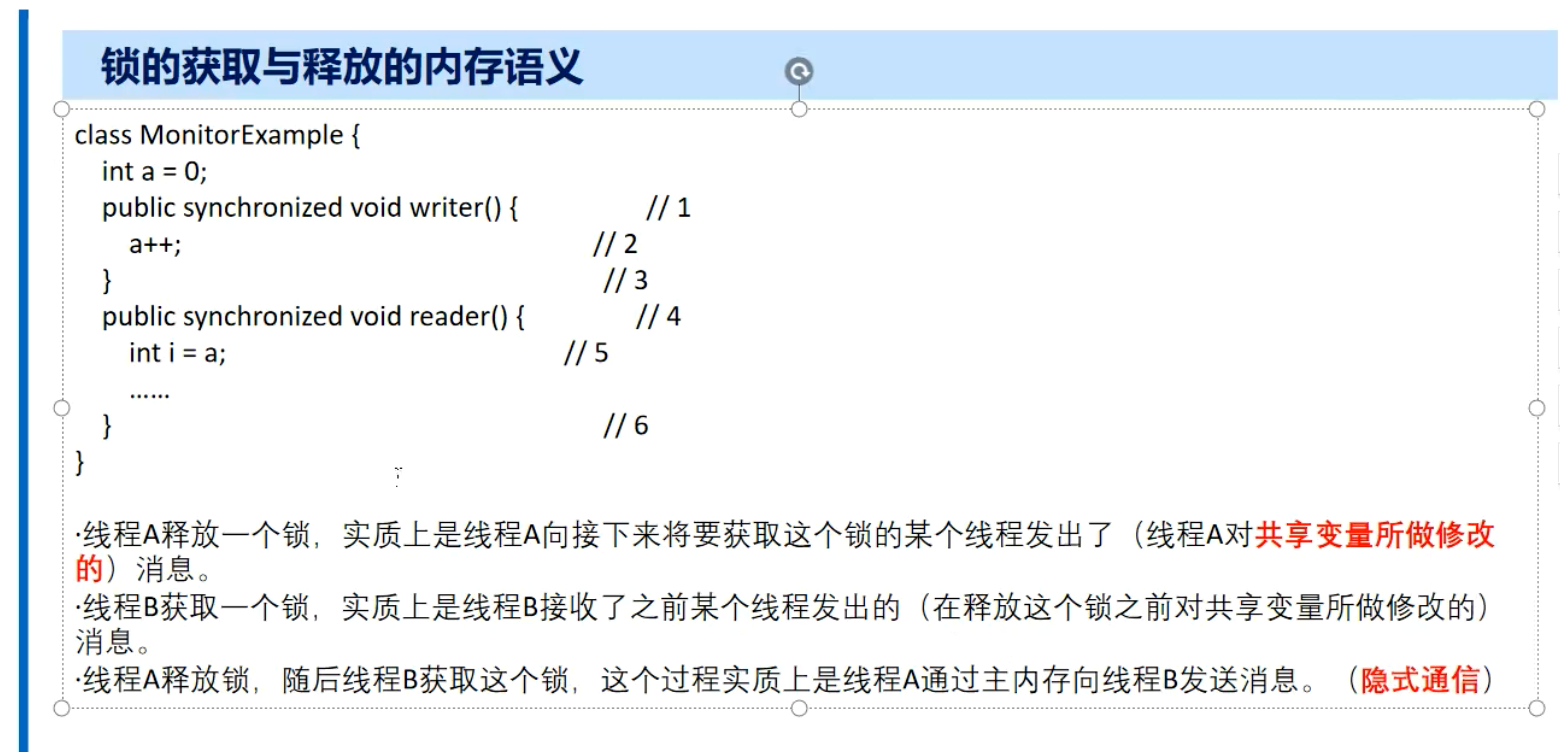 锁的获取与释放的内存语义
class MonitorExample {
int a = 0;
public synchronized void writer() { // 1
a++; // 2
} // 3
public synchronized void reader() { // 4
int i = a; // 5
……
} // 6
}
·线程A释放一个锁，实质上是线程A向接下来将要获取这个锁的某个线程发出了（线程A对共享变量所做修改
的）消息。
·线程B获取一个锁，实质上是线程B接收了之前某个线程发出的（在释放这个锁之前对共享变量所做修改的）
消息。
·线程A释放锁，随后线程B获取这个锁，这个过程实质上是线程A通过主内存向线程B发送消息。（隐式通信）